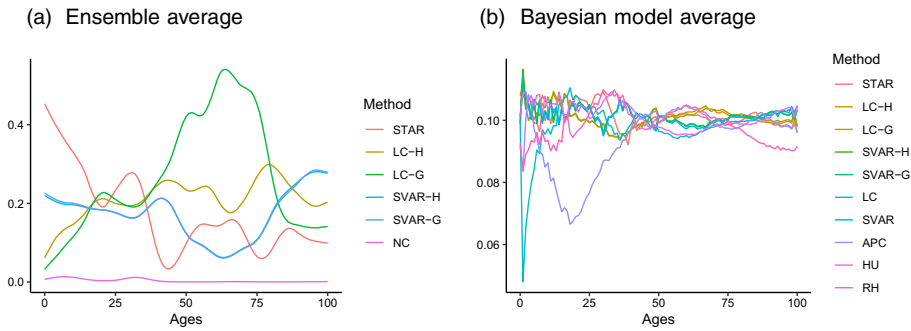 (a) Ensemble average
0.4
0.2
0.0
0
25
50
75
100
Ages
Method
STAR
LC−H
LC−G
SVAR−H
SVAR−G
NC
(b) Bayesian model average
0.10
0.08
0.06
0
25
50
75
100
Ages
Method
STAR
LC−H
LC−G
SVAR−H
SVAR−G
LC
SVAR
APC
HU
RH